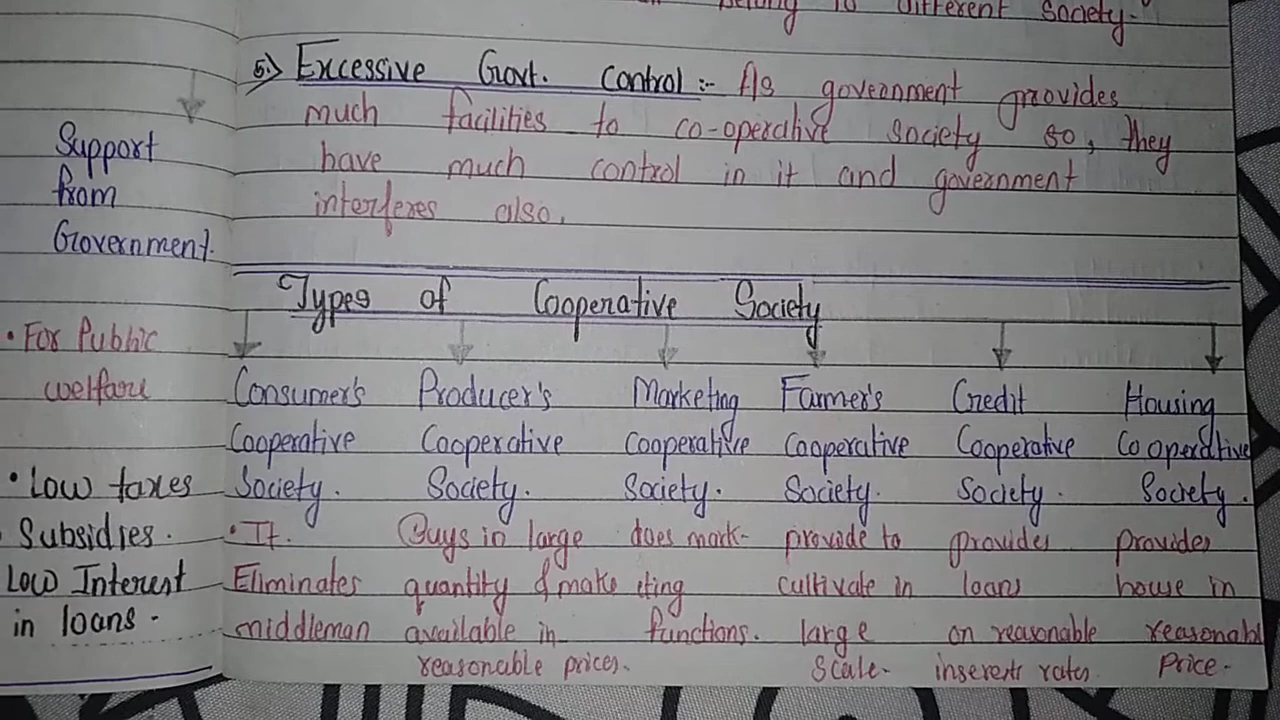 Belong to different society."
5.) Excessive Govt. Control :- As government provides
much facilities to co-operative society so, they
have much control in it and government
interferes also.
Support
from
Government.
Types of Cooperative Society
• For Public
welfare
• Low taxes
Subsidies.
Low Interest
in loans.
Consumer's
Cooperative
Society.
• It
Eliminates
middleman
Producer's
Cooperative
Society.
Buys in large
quantity & make
available in
reasonable prices.
Marketing
Cooperative
Society.
does mark-
eting
functions.
Farmer's
Cooperative
Society.
provide to
cultivate in
large
scale.
Credit
Cooperative
Society.
provides
loans
on reasonable
inserest rates.
Housing
Cooperative
Society.
provides
house in
reasonabl
price.